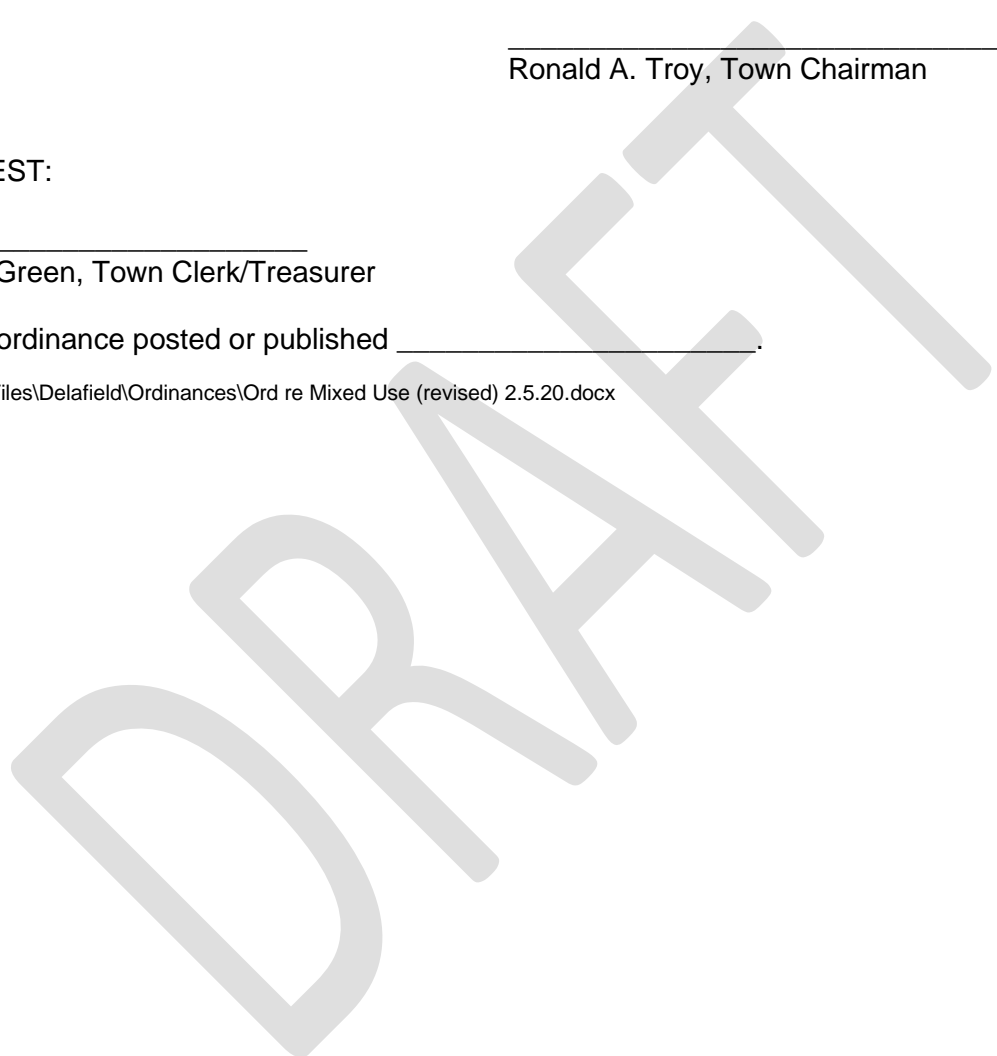 Ronald A. Troy, Town Chairman
EST:
Green, Town Clerk/Treasurer
ordinance posted or published ______________________.
iles\Delafield\Ordinances\Ord re Mixed Use (revised) 2.5.20.docx
DRAFT